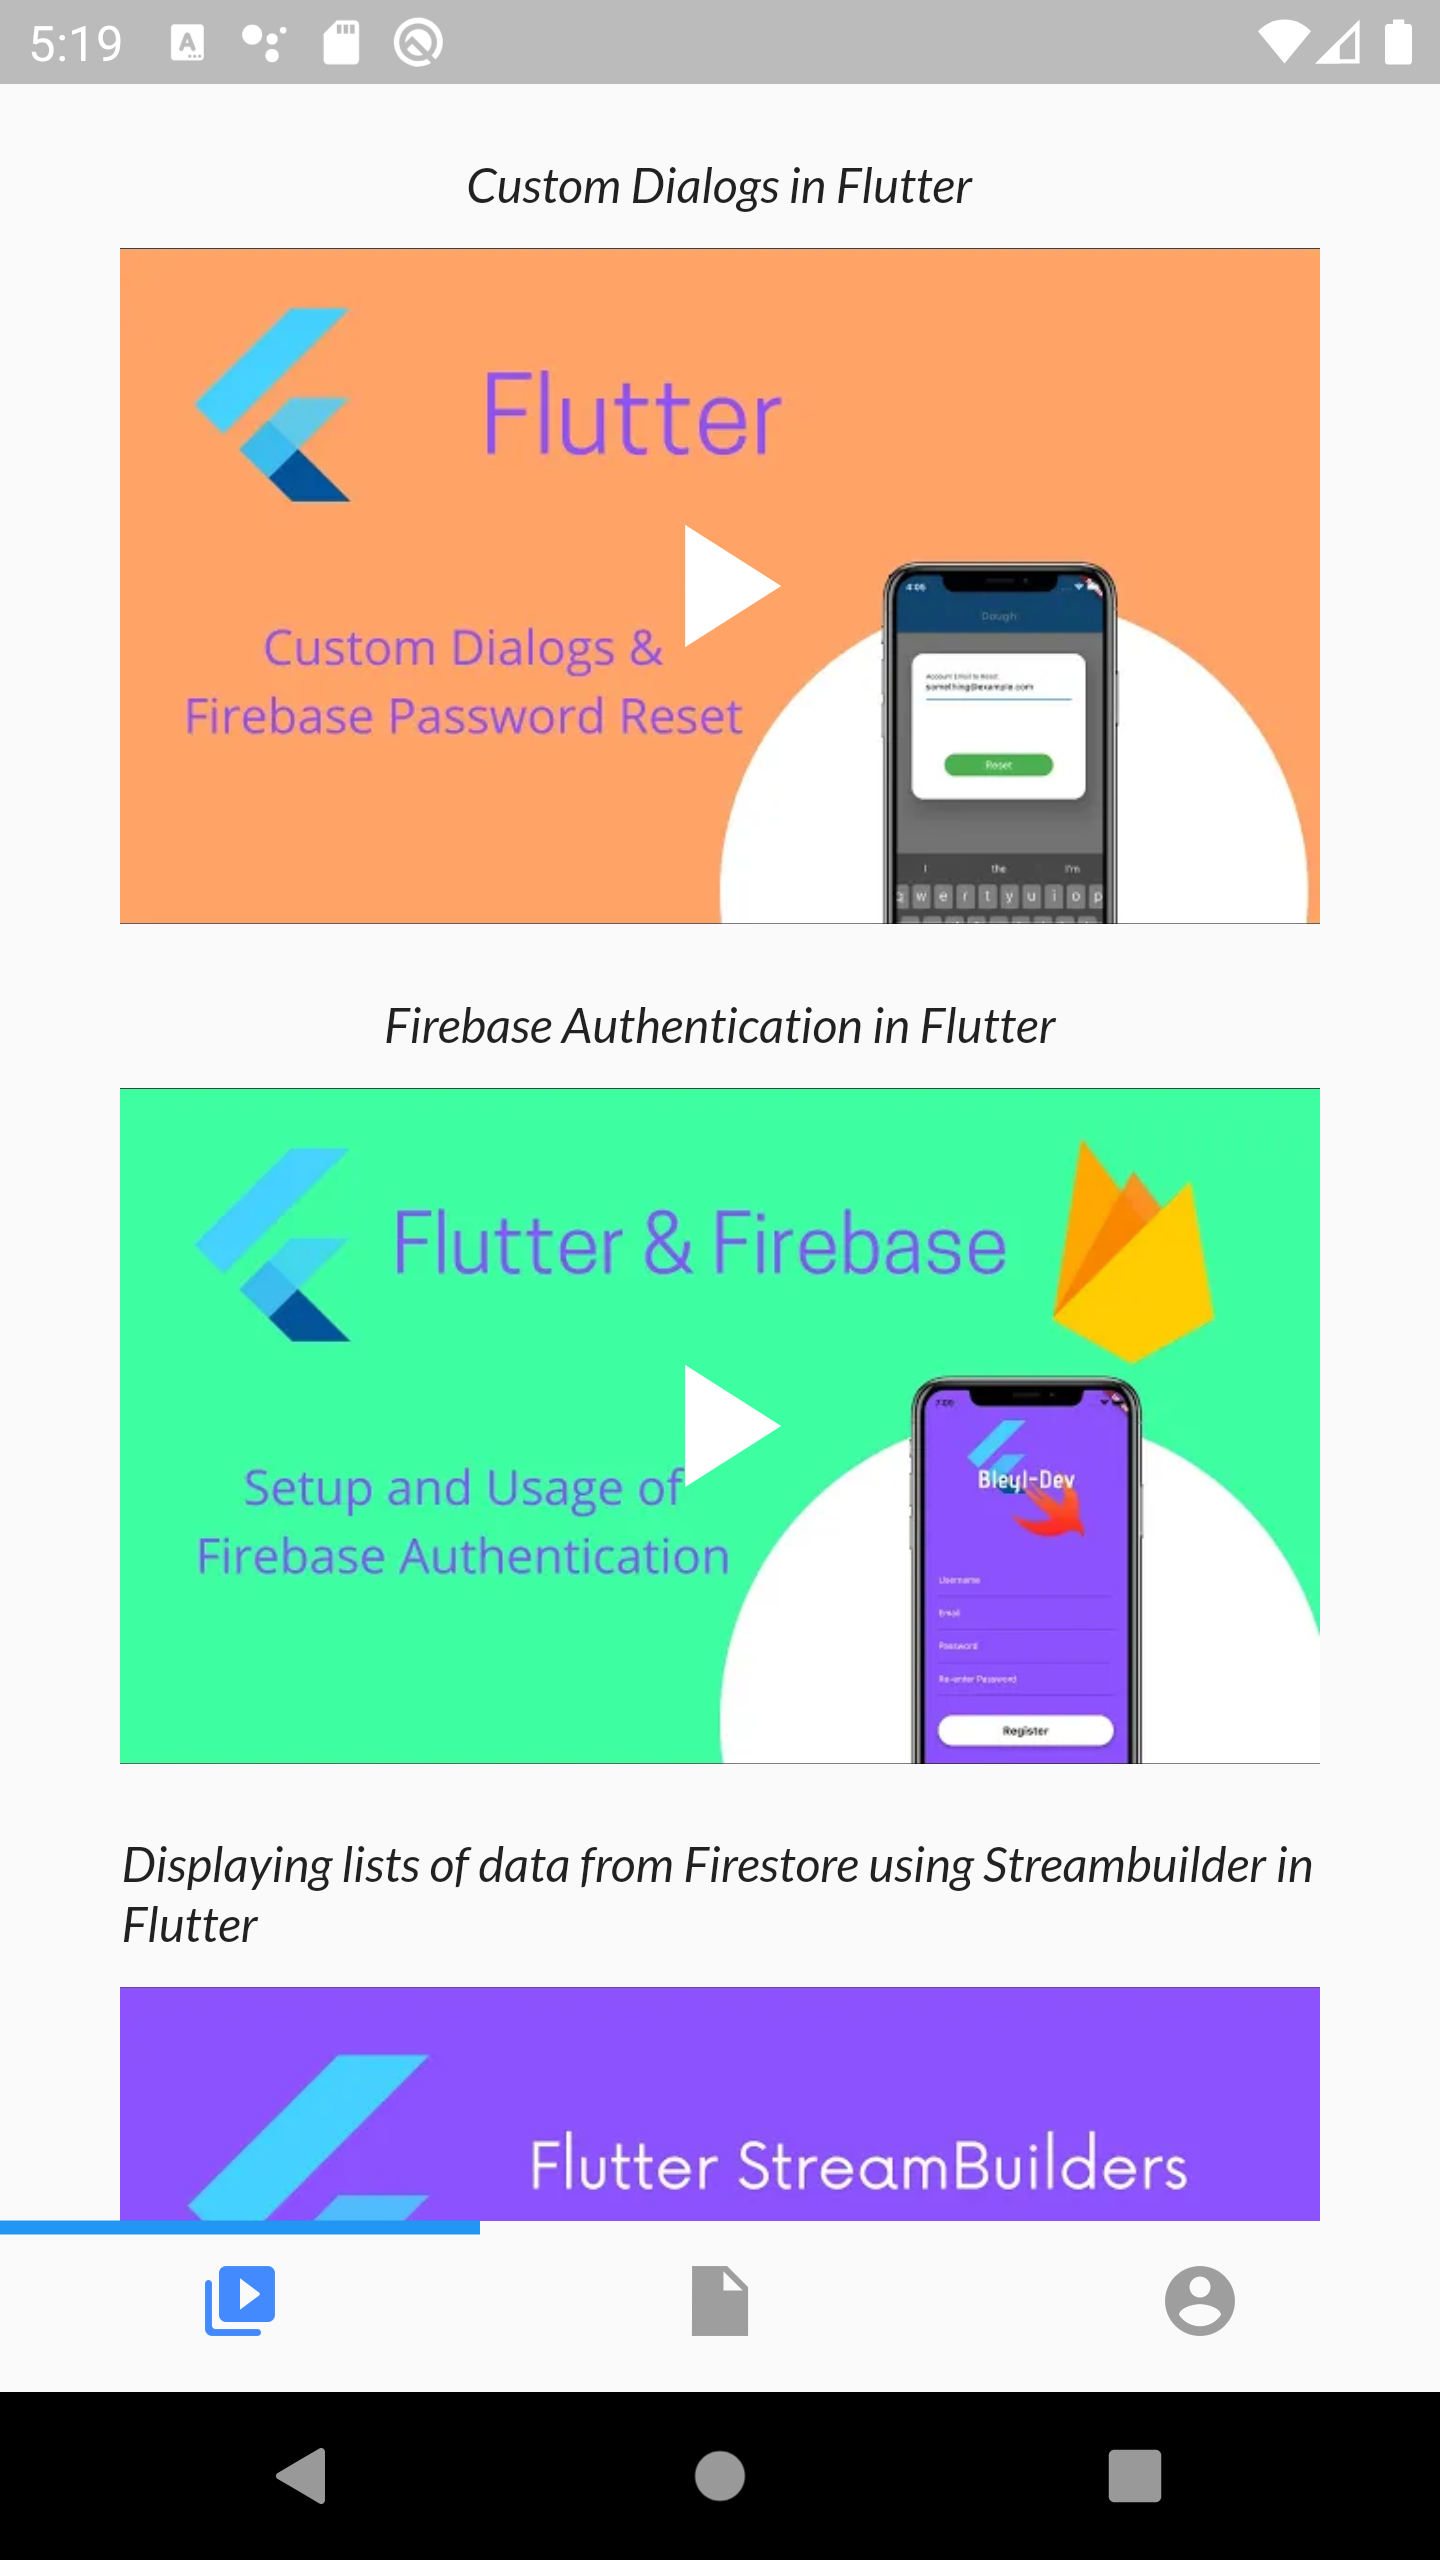 5:19
Custom Dialogs in Flutter
Flutter
4:05
Dough
Custom Dialogs &
Firebase Password Reset
Account Email to Reset
something@example.com
Reset
I the I'm
q w e r t y u i o p
Firebase Authentication in Flutter
Flutter & Firebase
Bleyl-Dev
Setup and Usage of
Firebase Authentication
Username
Email
Password
Re-enter Password
Register
Displaying lists of data from Firestore using Streambuilder in
Flutter
Flutter StreamBuilders